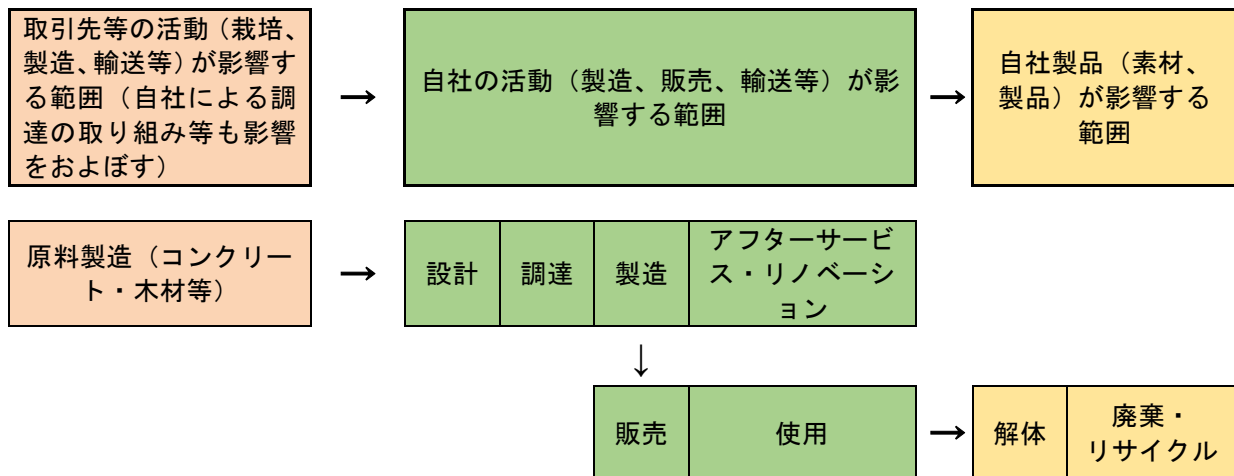 取引先等の活動（栽培、
製造、輸送等）が影響す
る範囲（自社による調
達の取り組み等も影響
をおよぼす）
→
自社の活動（製造、販売、輸送等）が影
響する範囲
→
自社製品（素材、
製品）が影響する
範囲
原料製造（コンクリー
ト・木材等）
→
設計
調達
製造
アフターサービ
ス・リノベーシ
ョン
↓
販売
使用
→
解体
廃棄・
リサイクル